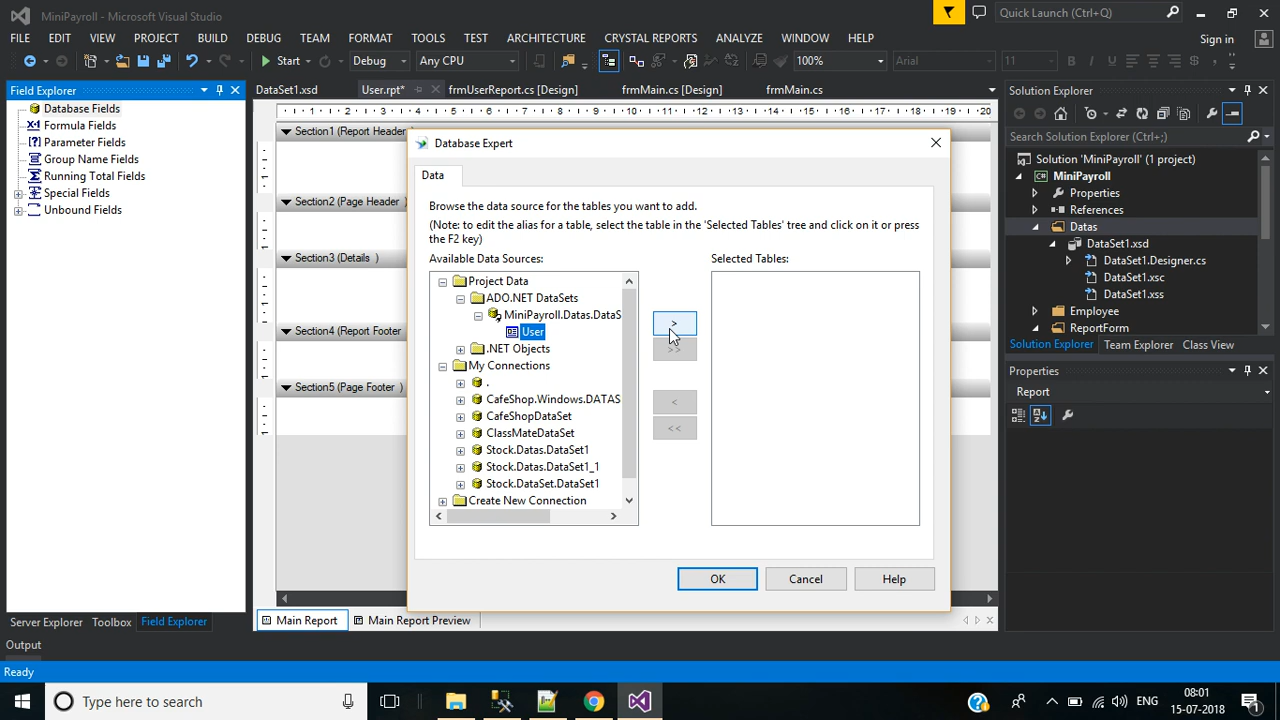 MiniPayroll - Microsoft Visual Studio
Quick Launch (Ctrl+Q)
FILE EDIT VIEW PROJECT BUILD DEBUG TEAM FORMAT TOOLS TEST ARCHITECTURE CRYSTAL REPORTS ANALYZE WINDOW HELP
Sign in
Start Debug Any CPU 100% Arial 11
Field Explorer
Database Fields
Formula Fields
Parameter Fields
Group Name Fields
Running Total Fields
Special Fields
Unbound Fields
Server Explorer Toolbox Field Explorer
DataSet1.xsd User.rpt* frmUserReport.cs [Design] frmMain.cs [Design] frmMain.cs
Section1 (Report Header
Section2 (Page Header
Section3 (Details )
Section4 (Report Footer
Section5 (Page Footer
Main Report Main Report Preview
Database Expert
Data
Browse the data source for the tables you want to add.
(Note: to edit the alias for a table, select the table in the 'Selected Tables' tree and click on it or press
the F2 key)
Available Data Sources:
Project Data
ADO.NET DataSets
MiniPayroll.Datas.DataS
User
.NET Objects
My Connections
.
CafeShop.Windows.DATAS
CafeShopDataSet
ClassMateDataSet
Stock.Datas.DataSet1
Stock.Datas.DataSet1_1
Stock.DataSet.DataSet1
Create New Connection
>
>>
<
<<
Selected Tables:
OK Cancel Help
Solution Explorer
Search Solution Explorer (Ctrl+;)
Solution 'MiniPayroll' (1 project)
MiniPayroll
Properties
References
Datas
DataSet1.xsd
DataSet1.Designer.cs
DataSet1.xsc
DataSet1.xss
Employee
ReportForm
Solution Explorer Team Explorer Class View
Properties
Report
Output
Ready
Type here to search
ENG
08:01
15-07-2018